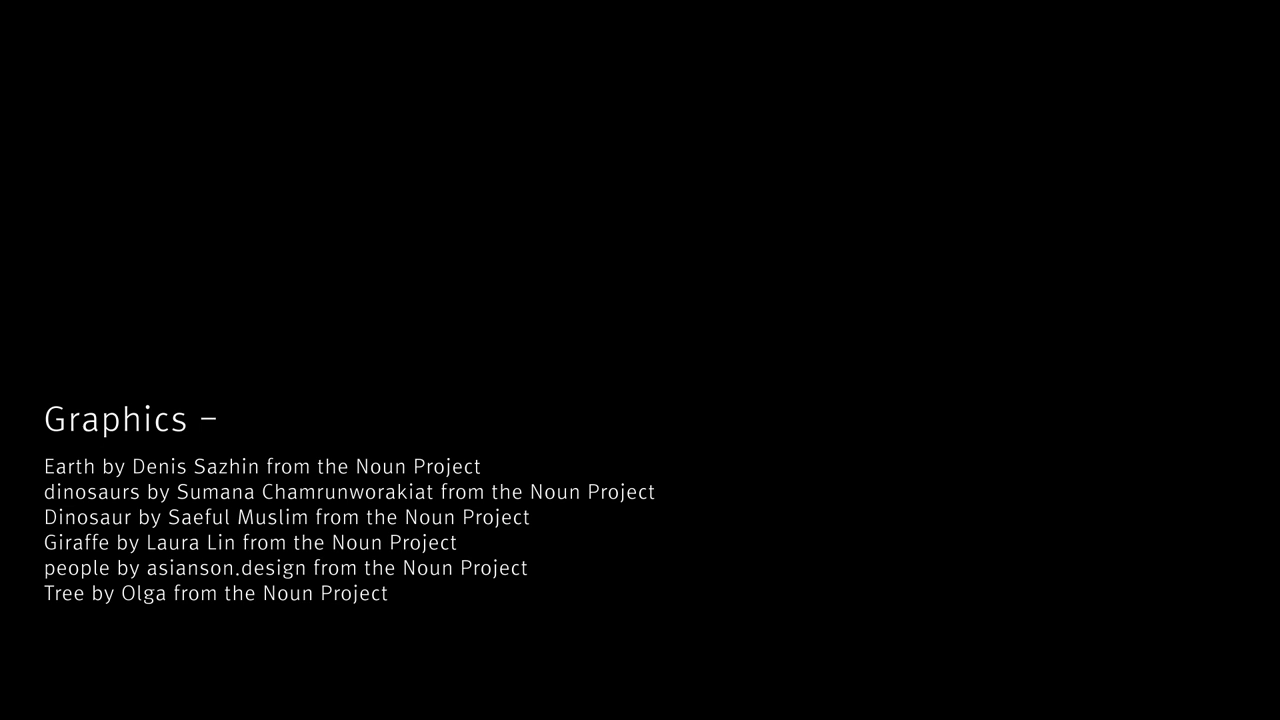 Graphics –
Earth by Denis Sazhin from the Noun Project
dinosaurs by Sumana Chamrunworakiat from the Noun Project
Dinosaur by Saeful Muslim from the Noun Project
Giraffe by Laura Lin from the Noun Project
people by asianson.design from the Noun Project
Tree by Olga from the Noun Project